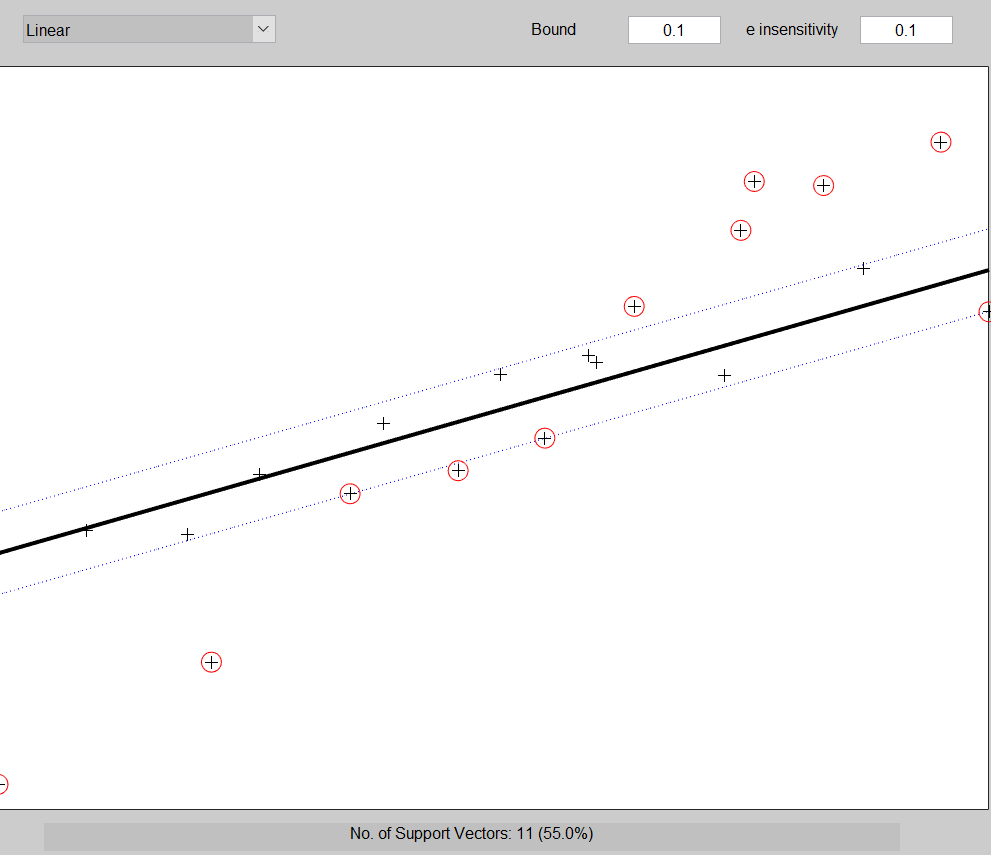 Linear
Bound 0.1 e insensitivity 0.1
No. of Support Vectors: 11 (55.0%)